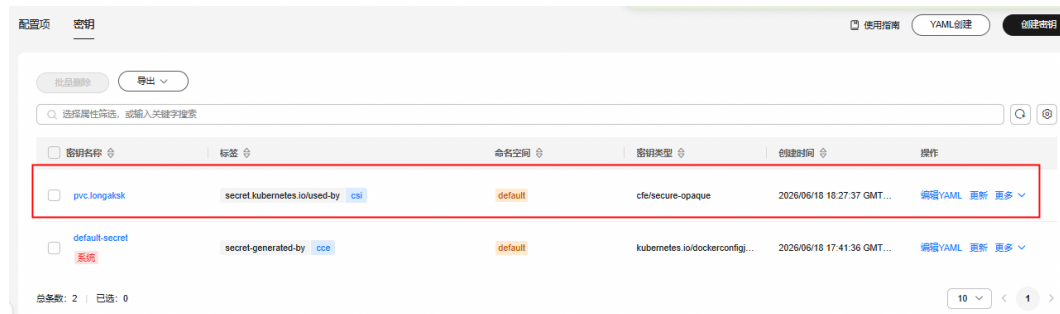 配置项 密钥 使用指南 YAML创建 创建密钥
批量删除 导出
选择属性筛选，或输入关键字搜索
密钥名称 标签 命名空间 密钥类型 创建时间 操作
pvc.longaksk secret.kubernetes.io/used-by csi default cfe/secure-opaque 2026/06/18 18:27:37 GMT... 编辑YAML 更新 更多
default-secret
系统 secret-generated-by cce default kubernetes.io/dockerconfigj... 2026/06/18 17:41:36 GMT... 编辑YAML 更新 更多
总条数：2 已选：0 10 1